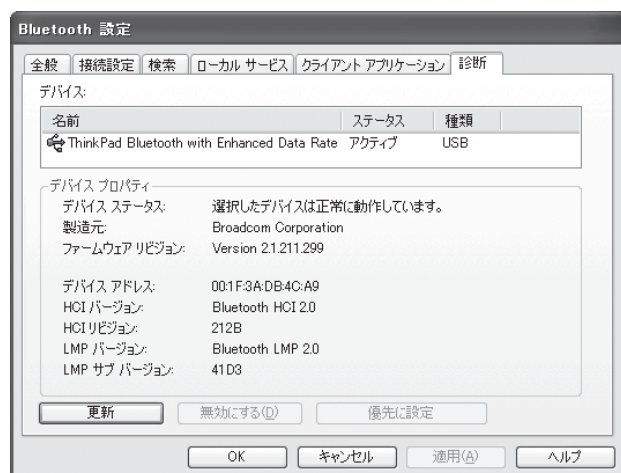 Bluetooth 設定
全般 接続設定 検索 ローカル サービス クライアント アプリケーション 診断
デバイス:
名前 ステータス 種類
ThinkPad Bluetooth with Enhanced Data Rate アクティブ USB
デバイス プロパティ
デバイス ステータス: 選択したデバイスは正常に動作しています。
製造元: Broadcom Corporation
ファームウェア リビジョン: Version 2.1.211.299
デバイス アドレス: 00:1F:3A:DB:4C:A9
HCI バージョン: Bluetooth HCI 2.0
HCI リビジョン: 212B
LMP バージョン: Bluetooth LMP 2.0
LMP サブ バージョン: 41D3
更新 無効にする(D) 優先に設定
OK キャンセル 適用(A) ヘルプ